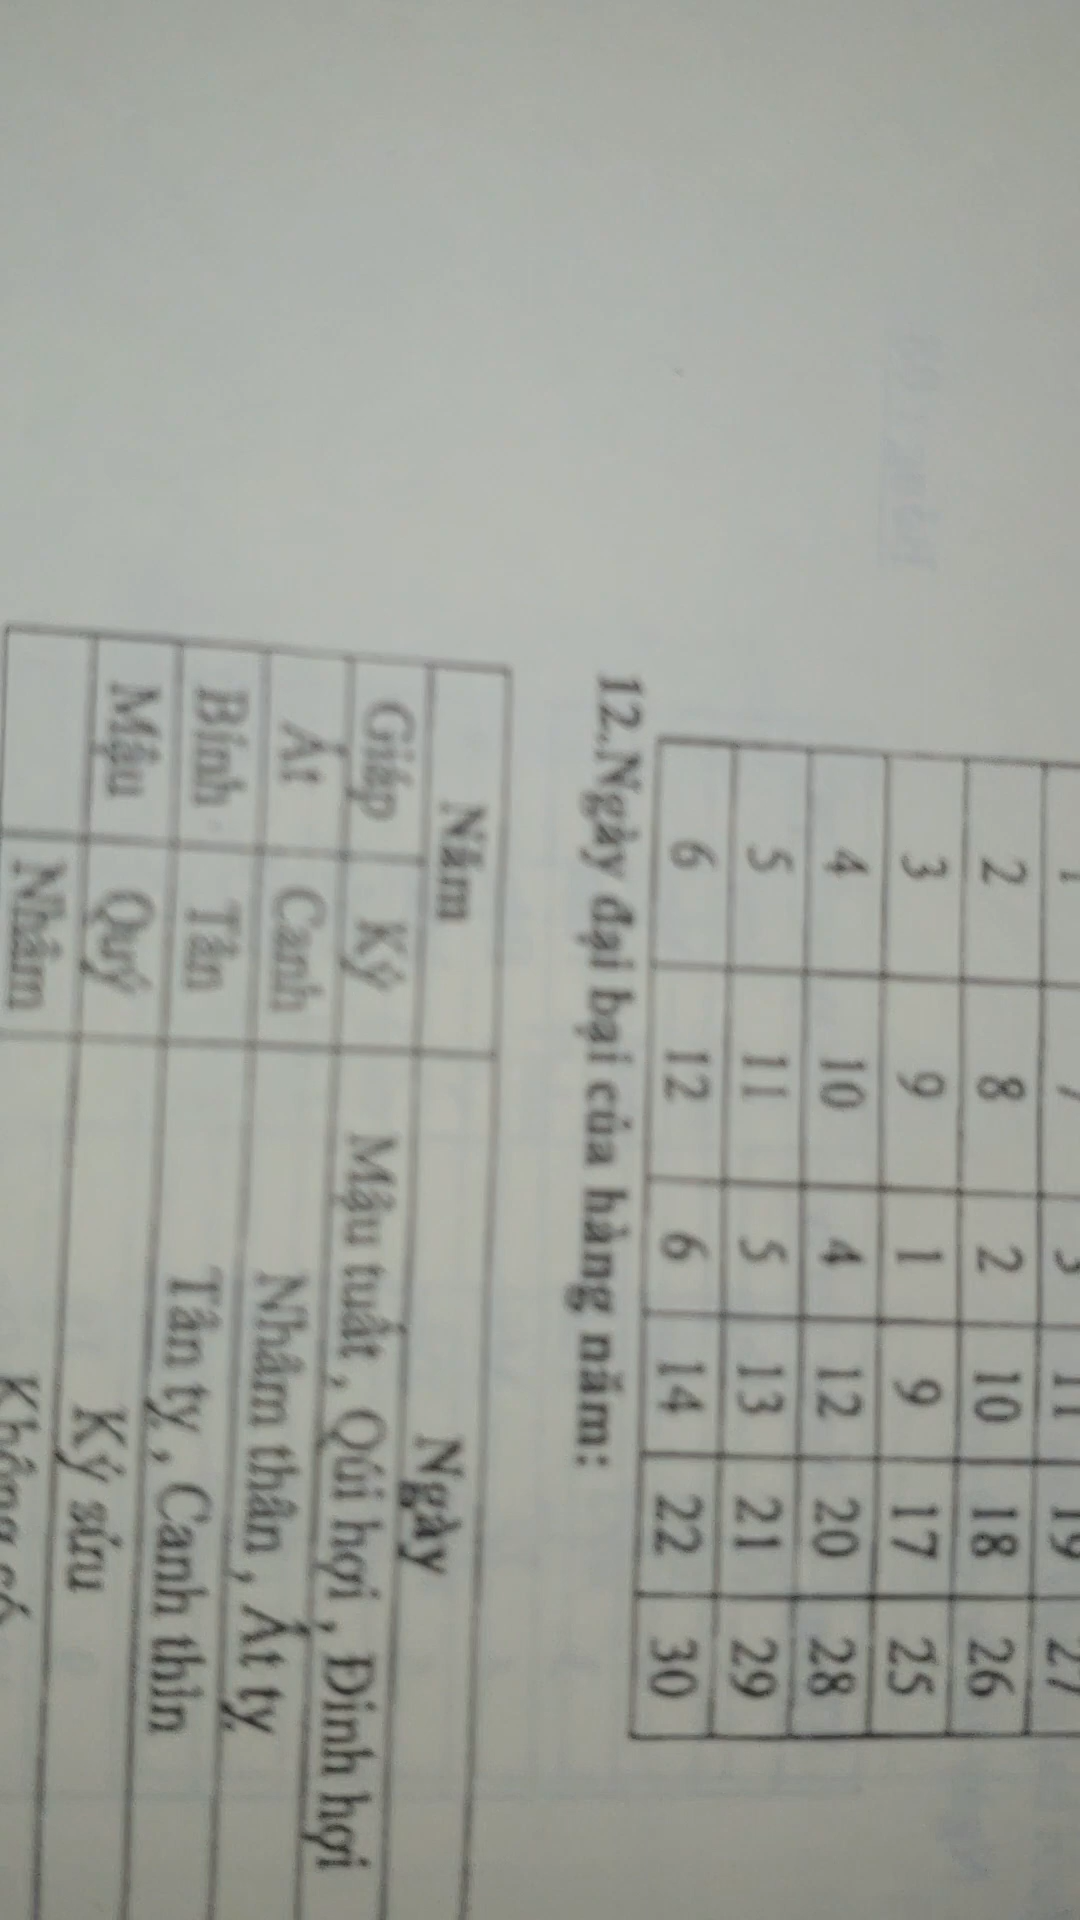 2 8 2 10 18 26
3 9 1 9 17 25
4 10 4 12 20 28
5 11 5 13 21 29
6 12 6 14 22 30
12..Ngày đại bại của hàng năm:
Năm Ngày
Giáp Kỷ Mậu tuất , Qúi hợi , Đinh hợi
Ất Canh Nhâm thân , Ất tỵ
Bính Tân Tân tỵ , Canh thìn
Mậu Quý Kỷ sửu
Nhâm Không có